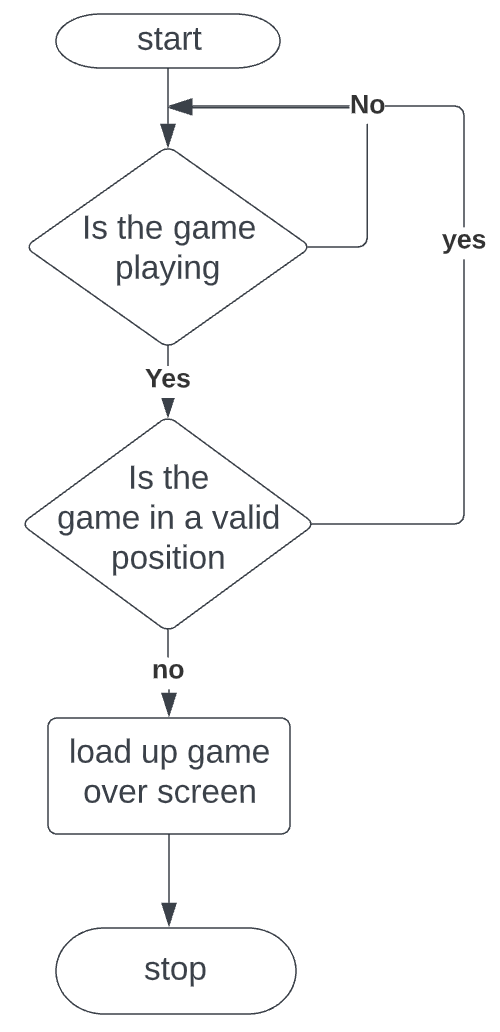 start
No
Is the game
playing
yes
Yes
Is the
game in a valid
position
no
load up game
over screen
stop